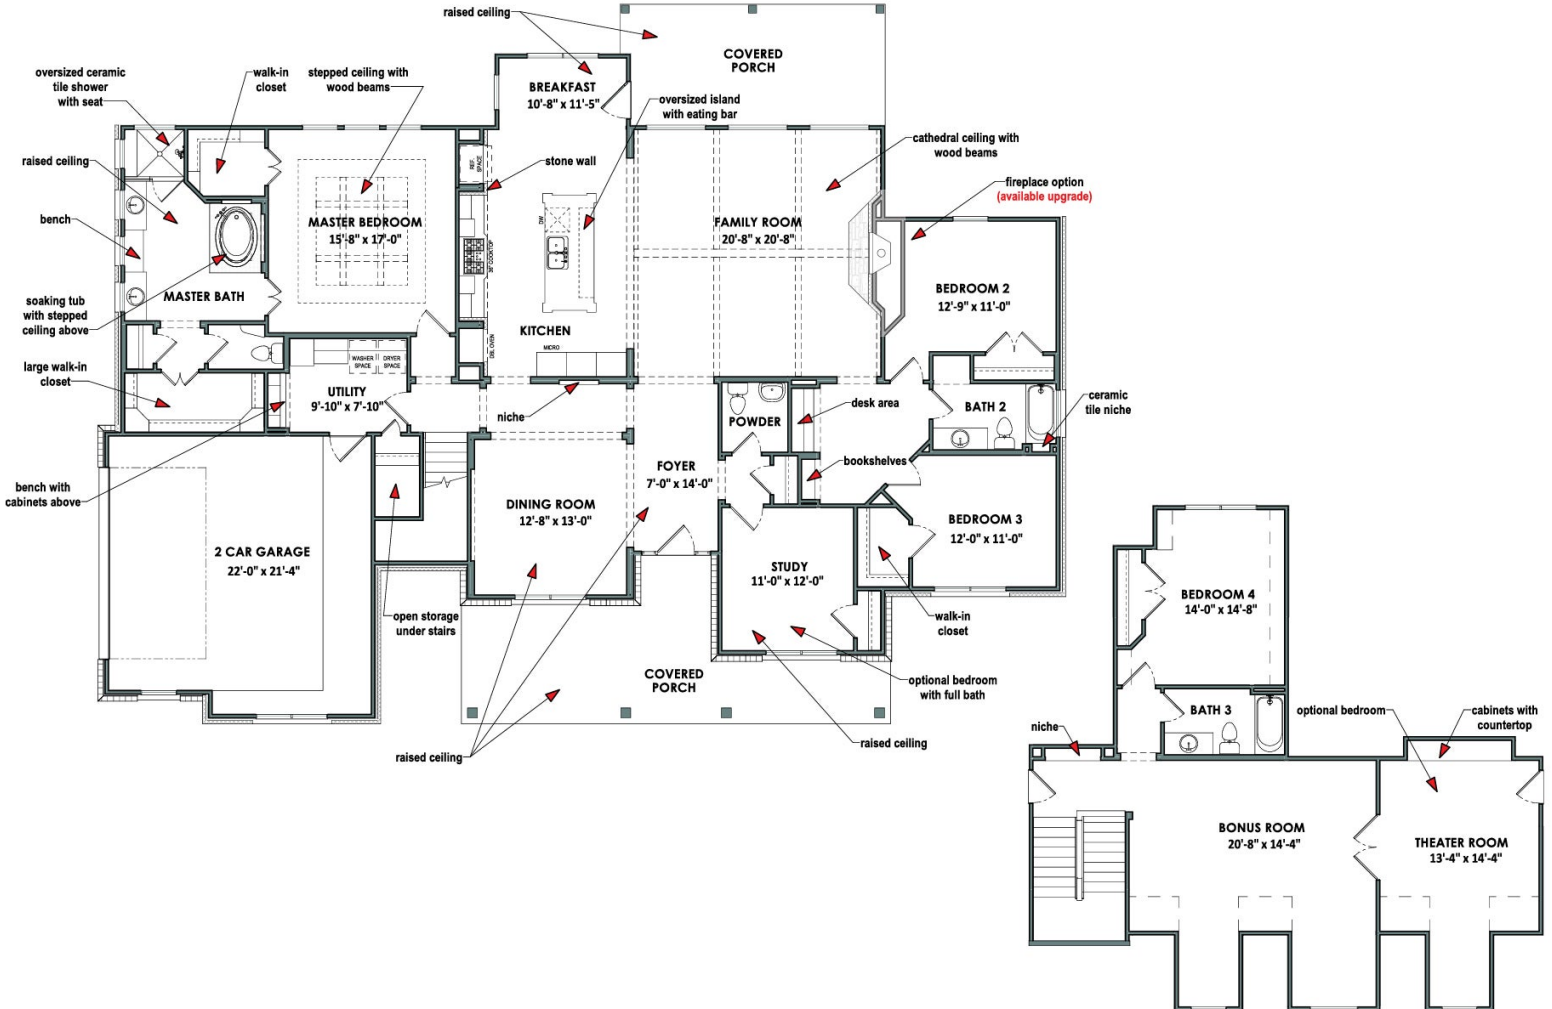 raised ceiling
COVERED
PORCH
oversized ceramic
tile shower
with seat
walk-in
closet
stepped ceiling with
wood beams
BREAKFAST
10'-8" x 11'-5"
oversized island
with eating bar
cathedral ceiling with
wood beams
raised ceiling
REF.
SPACE
stone wall
fireplace option
(available upgrade)
bench
MASTER BEDROOM
15'-8" x 17'-0"
DW
FAMILY ROOM
20'-8" x 20'-8"
36" COOKTOP
MASTER BATH
BEDROOM 2
12'-9" x 11'-0"
soaking tub
with stepped
ceiling above
KITCHEN
MICRO
DBL OVEN
WASHER
SPACE
DRYER
SPACE
large walk-in
closet
UTILITY
9'-10" x 7'-10"
niche
POWDER
desk area
BATH 2
ceramic
tile niche
bench with
cabinets above
FOYER
7'-0" x 14'-0"
bookshelves
DINING ROOM
12'-8" x 13'-0"
BEDROOM 3
12'-0" x 11'-0"
2 CAR GARAGE
22'-0" x 21'-4"
STUDY
11'-0" x 12'-0"
open storage
under stairs
walk-in
closet
COVERED
PORCH
optional bedroom
with full bath
raised ceiling
raised ceiling
BEDROOM 4
14'-0" x 14'-8"
BATH 3
optional bedroom
cabinets with
countertop
niche
BONUS ROOM
20'-8" x 14'-4"
THEATER ROOM
13'-4" x 14'-4"